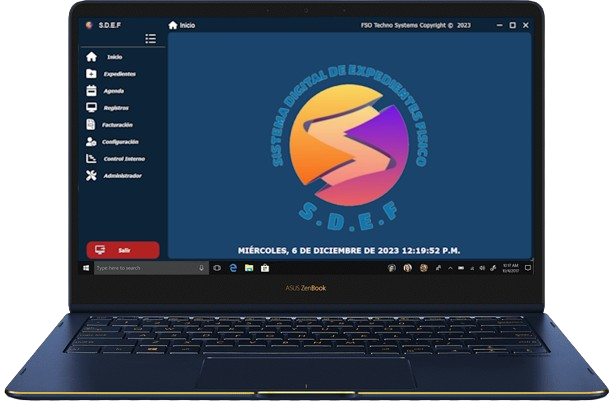 S.D.E.F
Inicio
FSO Techno Systems Copyright © 2023
Inicio
Expedientes
Agenda
Registros
Facturación
Configuración
Control Interno
Administrador
Salir
SISTEMA DIGITAL DE EXPEDIENTES FISICO
S.D.E.F
MIÉRCOLES, 6 DE DICIEMBRE DE 2023 12:19:52 P.M.
Type here to search
ASUS ZenBook